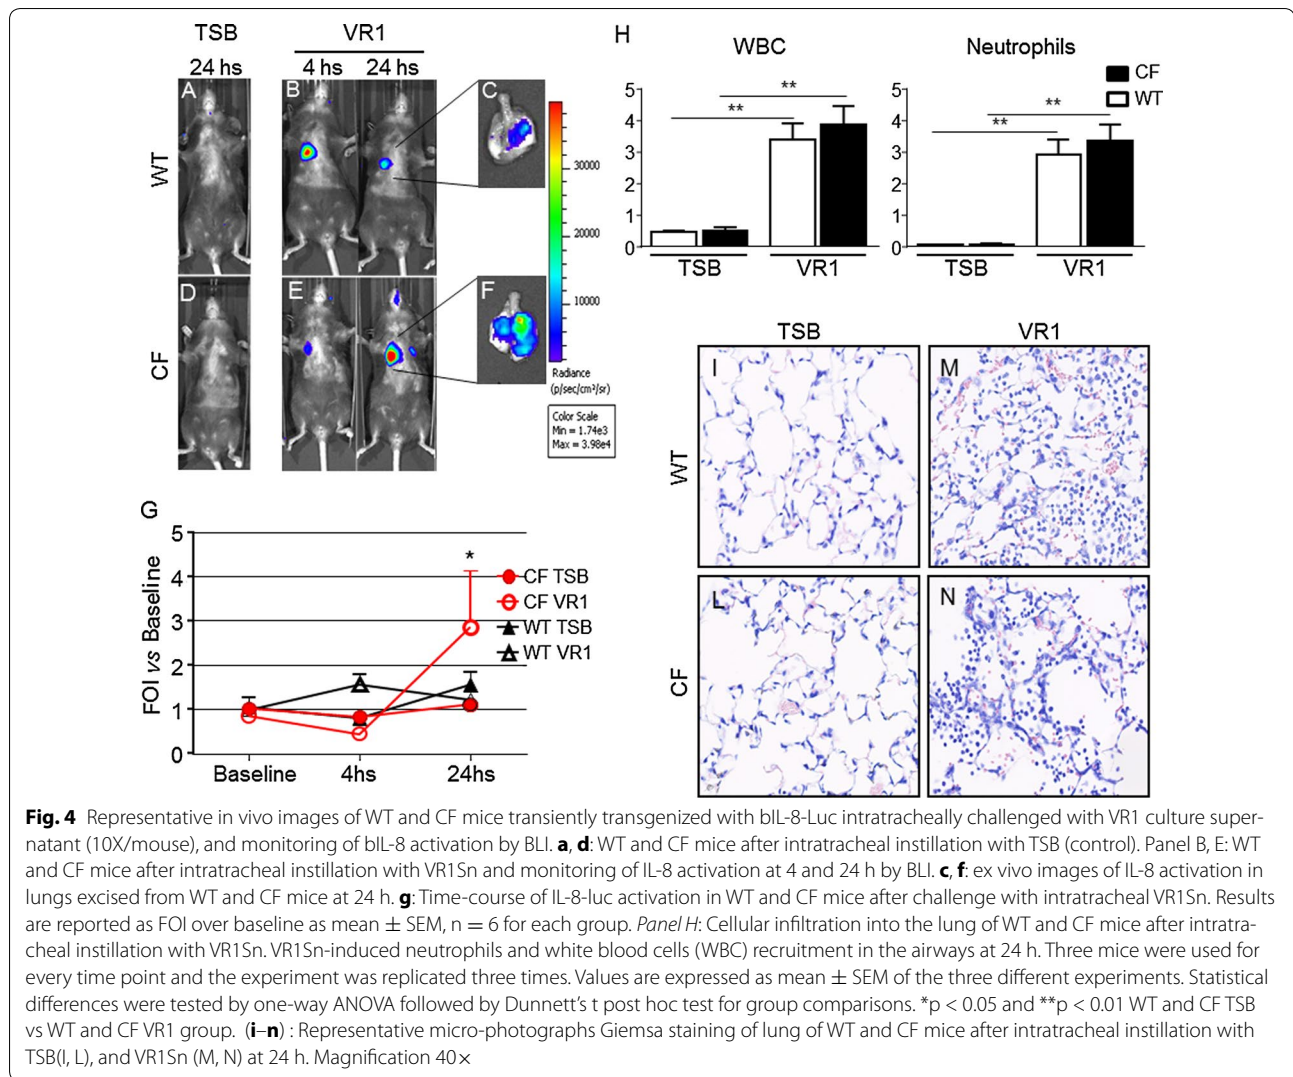 TSB
VR1
24 hs
4 hs
24 hs
A
B
C
WT
D
E
F
CF
30000
20000
10000
Radiance
(p/sec/cm²/sr)
Color Scale
Min = 1.74e3
Max = 3.98e4
H
WBC
Neutrophils
CF
WT
**
**
**
**
5
4
3
2
1
0
TSB
VR1
5
4
3
2
1
0
TSB
VR1
G
FOI vs Baseline
5
4
3
2
1
0
*
CF TSB
CF VR1
WT TSB
WT VR1
Baseline
4hs
24hs
TSB
VR1
WT
I
M
CF
L
N
Fig. 4 Representative in vivo images of WT and CF mice transiently transgenized with bIL-8-Luc intratracheally challenged with VR1 culture super-
natant (10X/mouse), and monitoring of bIL-8 activation by BLI. a, d: WT and CF mice after intratracheal instillation with TSB (control). Panel B, E: WT
and CF mice after intratracheal instillation with VR1Sn and monitoring of IL-8 activation at 4 and 24 h by BLI. c, f: ex vivo images of IL-8 activation in
lungs excised from WT and CF mice at 24 h. g: Time-course of IL-8-luc activation in WT and CF mice after challenge with intratracheal VR1Sn. Results
are reported as FOI over baseline as mean ± SEM, n = 6 for each group. Panel H: Cellular infiltration into the lung of WT and CF mice after intratra-
cheal instillation with VR1Sn. VR1Sn-induced neutrophils and white blood cells (WBC) recruitment in the airways at 24 h. Three mice were used for
every time point and the experiment was replicated three times. Values are expressed as mean ± SEM of the three different experiments. Statistical
differences were tested by one-way ANOVA followed by Dunnett's t post hoc test for group comparisons. *p < 0.05 and **p < 0.01 WT and CF TSB
vs WT and CF VR1 group. (i–n) : Representative micro-photographs Giemsa staining of lung of WT and CF mice after intratracheal instillation with
TSB(I, L), and VR1Sn (M, N) at 24 h. Magnification 40×